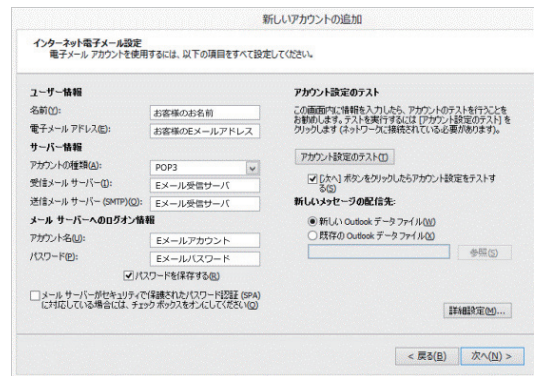 新しいアカウントの追加
インターネット電子メール設定
電子メール アカウントを使用するには、以下の項目をすべて設定してください。
ユーザー情報
名前(Y):
お客様のお名前
電子メール アドレス(E):
お客様のEメールアドレス
サーバー情報
アカウントの種類(A):
POP3
受信メール サーバー(I):
Eメール受信サーバ
送信メール サーバー (SMTP)(O):
Eメール受信サーバ
メール サーバーへのログオン情報
アカウント名(U):
Eメールアカウント
パスワード(P):
Eメールパスワード
パスワードを保存する(R)
メール サーバーがセキュリティで保護されたパスワード認証 (SPA)
に対応している場合には、チェック ボックスをオンにしてください(Q)
アカウント設定のテスト
この画面内に情報を入力したら、アカウントのテストを行うことを
お勧めします。テストを実行するには [アカウント設定のテスト] を
クリックします (ネットワークに接続されている必要があります)。
アカウント設定のテスト(T)
[次へ] ボタンをクリックしたらアカウント設定をテストす
る(S)
新しいメッセージの配信先:
新しい Outlook データ ファイル(W)
既存の Outlook データ ファイル(X)
参照(S)
詳細設定(M)...
< 戻る(B)
次へ(N) >